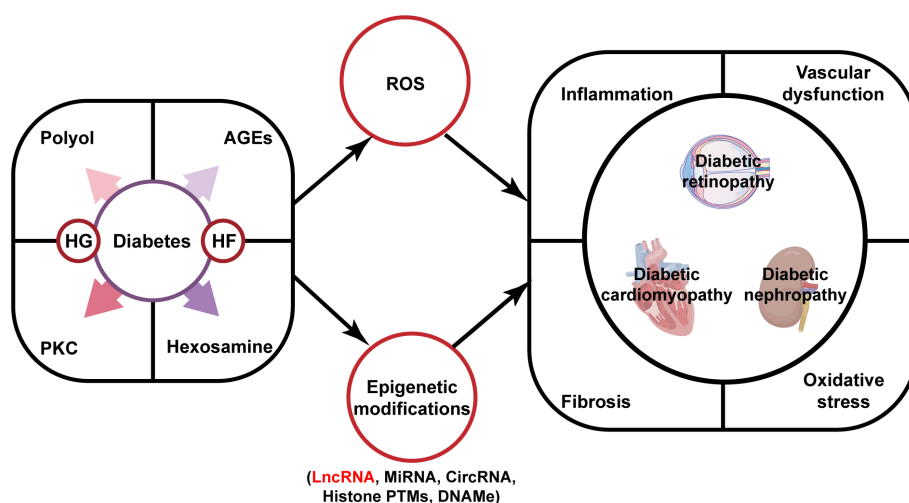 Polyol
AGEs
HG
Diabetes
HF
PKC
Hexosamine
ROS
Epigenetic
modifications
(LncRNA, MiRNA, CircRNA,
Histone PTMs, DNAMe)
Inflammation
Vascular
dysfunction
Diabetic
retinopathy
Diabetic
cardiomyopathy
Diabetic
nephropathy
Fibrosis
Oxidative
stress